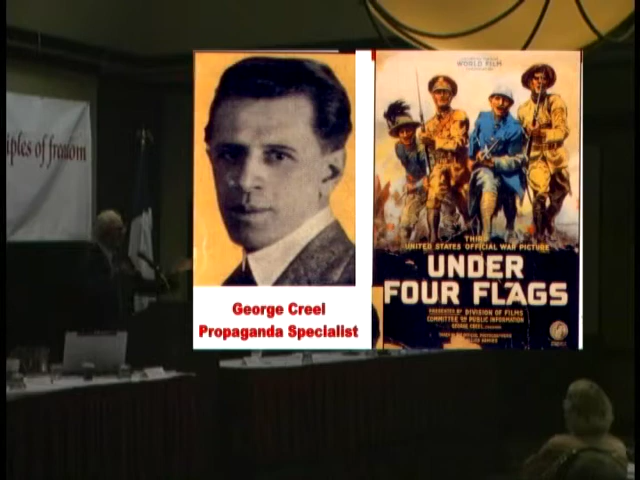 iples of freedom
George Creel
Propaganda Specialist
WORLD FILM
THIRD
UNITED STATES OFFICIAL WAR PICTURE
UNDER
FOUR FLAGS
PRESENTED BY DIVISION OF FILMS
COMMITTEE ON PUBLIC INFORMATION
GEORGE CREEL, CHAIRMAN